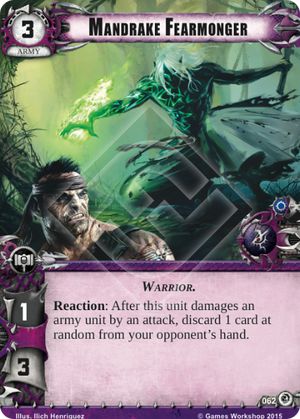 3
MANDRAKE FEARMONGER
ARMY
WARRIOR.
1
Reaction: After this unit damages an
army unit by an attack, discard 1 card at
random from your opponent's hand.
3
062
Illus. Ilich Henriquez
© Games Workshop 2015